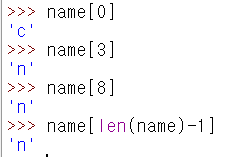 >>> name[0]
'c'
>>> name[3]
'n'
>>> name[8]
'n'
>>> name[len(name)-1]
'n'